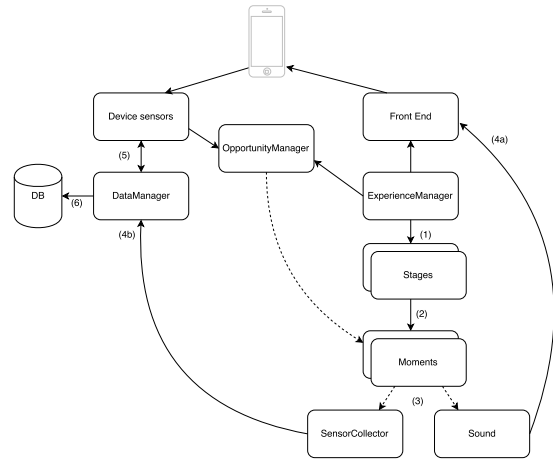 Device sensors
Front End
(4a)
OpportunityManager
(5)
DB
(6)
DataManager
ExperienceManager
(4b)
(1)
Stages
(2)
Moments
(3)
SensorCollector
Sound